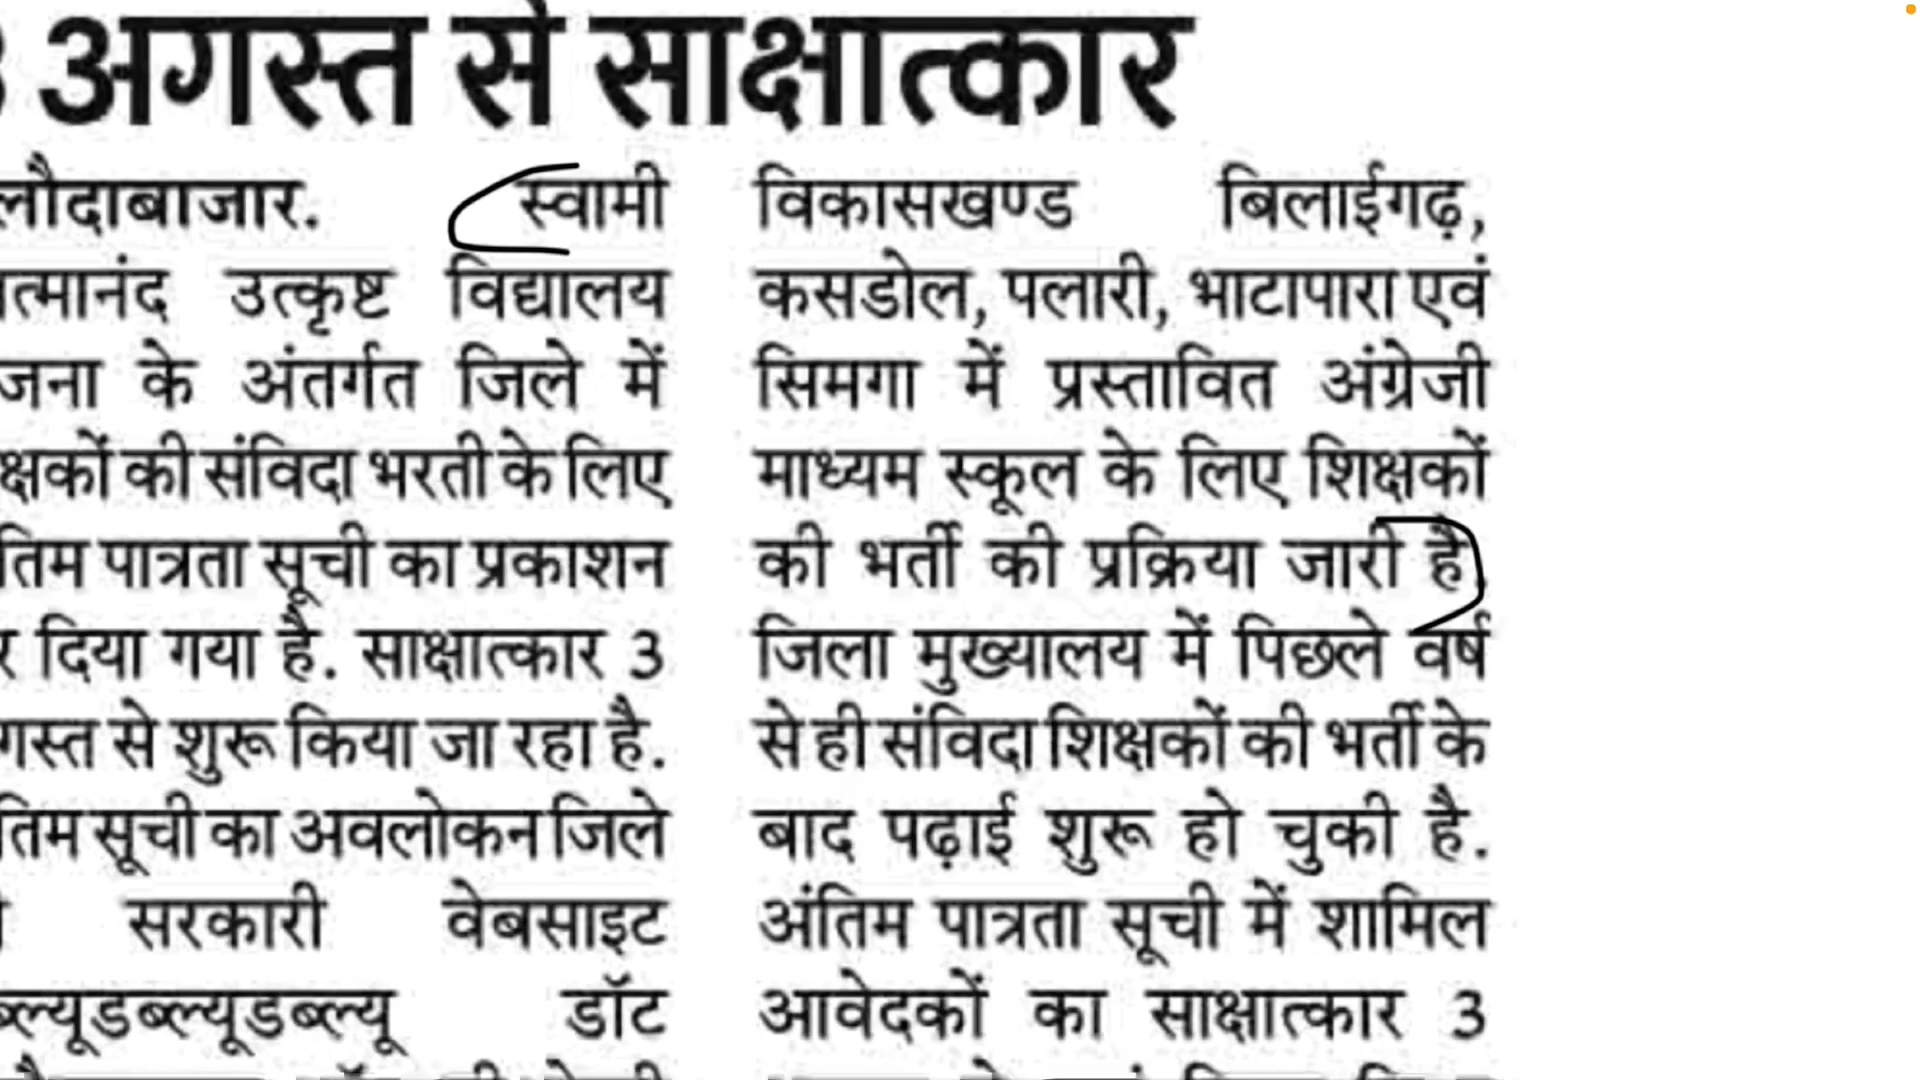 अगस्त से साक्षात्कार
लौदाबाजार. स्वामी
त्मानंद उत्कृष्ट विद्यालय
जना के अंतर्गत जिले में
क्षकों की संविदा भरती के लिए
तिम पात्रता सूची का प्रकाशन
र दिया गया है. साक्षात्कार 3
गस्त से शुरू किया जा रहा है.
तिम सूची का अवलोकन जिले
सरकारी वेबसाइट
ब्ल्यूडब्ल्यूडब्ल्यू डॉट
विकासखण्ड बिलाईगढ़,
कसडोल, पलारी, भाटापारा एवं
सिमगा में प्रस्तावित अंग्रेजी
माध्यम स्कूल के लिए शिक्षकों
की भर्ती की प्रक्रिया जारी है.
जिला मुख्यालय में पिछले वर्ष
से ही संविदा शिक्षकों की भर्ती के
बाद पढ़ाई शुरू हो चुकी है.
अंतिम पात्रता सूची में शामिल
आवेदकों का साक्षात्कार 3